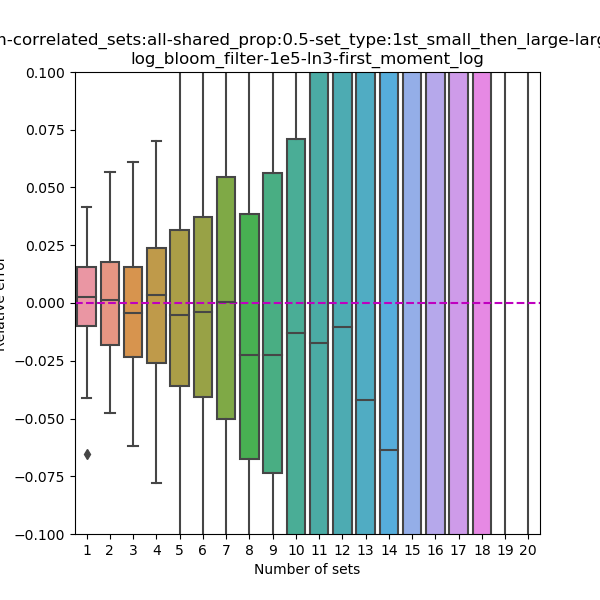 n-correlated_sets:all-shared_prop:0.5-set_type:1st_small_then_large-larg
log_bloom_filter-1e5-ln3-first_moment_log
0.100
0.075
0.050
0.025
0.000
−0.025
−0.050
−0.075
−0.100
Relative error
1 2 3 4 5 6 7 8 9 10 11 12 13 14 15 16 17 18 19 20
Number of sets